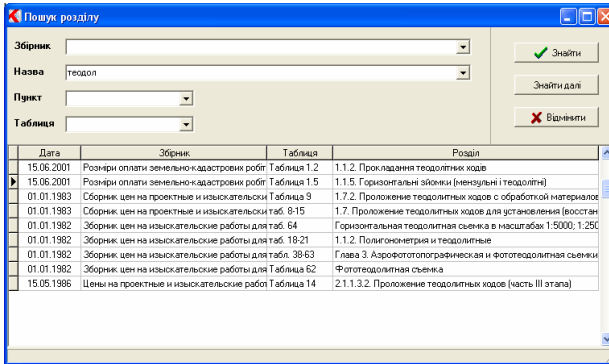 Пошук розділу
Збірник
Знайти
Назва теодол
Знайти далі
Пункт
Відмінити
Таблиця
Дата Збірник Таблиця Розділ
15.06.2001 Розміри оплати земельно-кадастрових робіт Таблиця 1.2 1.1.2. Прокладання теодолітних ходів
15.06.2001 Розміри оплати земельно-кадастрових робіт Таблиця 1.5 1.1.5. Горизонтальні зйомки (мензульні і теодолітні)
01.01.1983 Сборник цен на проектные и изыскательски Таблица 9 1.7.2. Проложение теодолитных ходов с обработкой материалов
01.01.1983 Сборник цен на проектные и изыскательски таб. 8-15 1.7. Проложение теодолитных ходов для установления (восстан
01.01.1982 Зборник цен на изыскательские работы для таб. 64 Горизонтальная теодолитная сьемка в масштабах 1:5000; 1:250
01.01.1982 Зборник цен на изыскательские работы для таб. 18-21 1.1.2. Полигонометрия и теодолитные
01.01.1982 Зборник цен на изыскательские работы для табл. 38-63 Глава 3. Аэрофототопографическая и фототеодолитная сьемки
01.01.1982 Зборник цен на изыскательские работы для Таблица 62 Фототеодолитная съемка
15.05.1986 Цены на проектные и изыскательские работ Таблица 14 2.1.1.3.2. Проложение теодолитных ходов (часть III этапа)